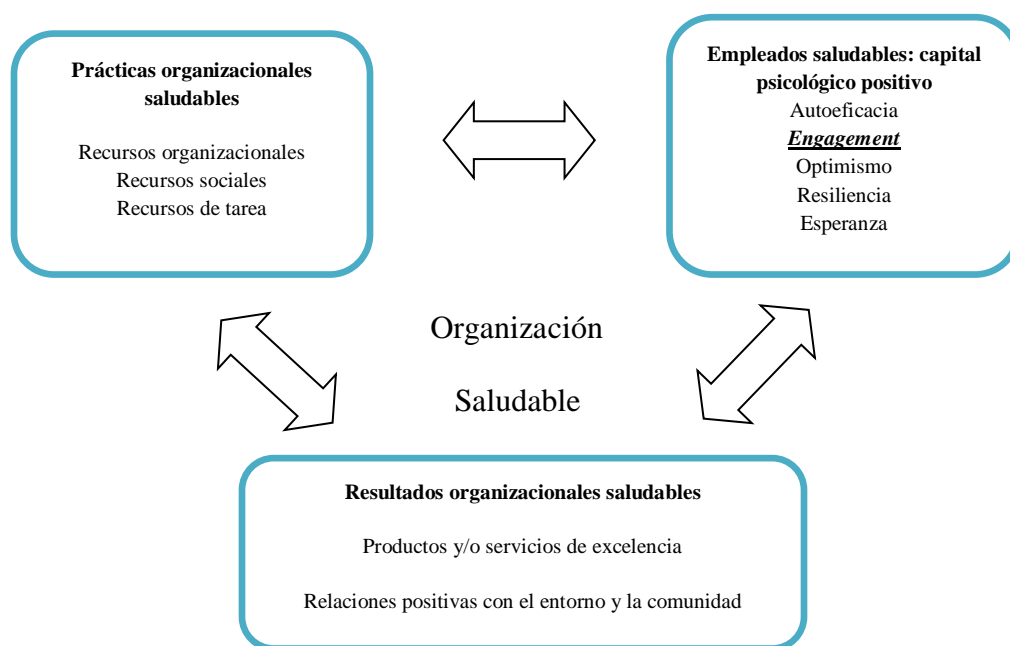 Prácticas organizacionales
saludables
Recursos organizacionales
Recursos sociales
Recursos de tarea
Empleados saludables: capital
psicológico positivo
Autoeficacia
Engagement
Optimismo
Resiliencia
Esperanza
Organización
Saludable
Resultados organizacionales saludables
Productos y/o servicios de excelencia
Relaciones positivas con el entorno y la comunidad